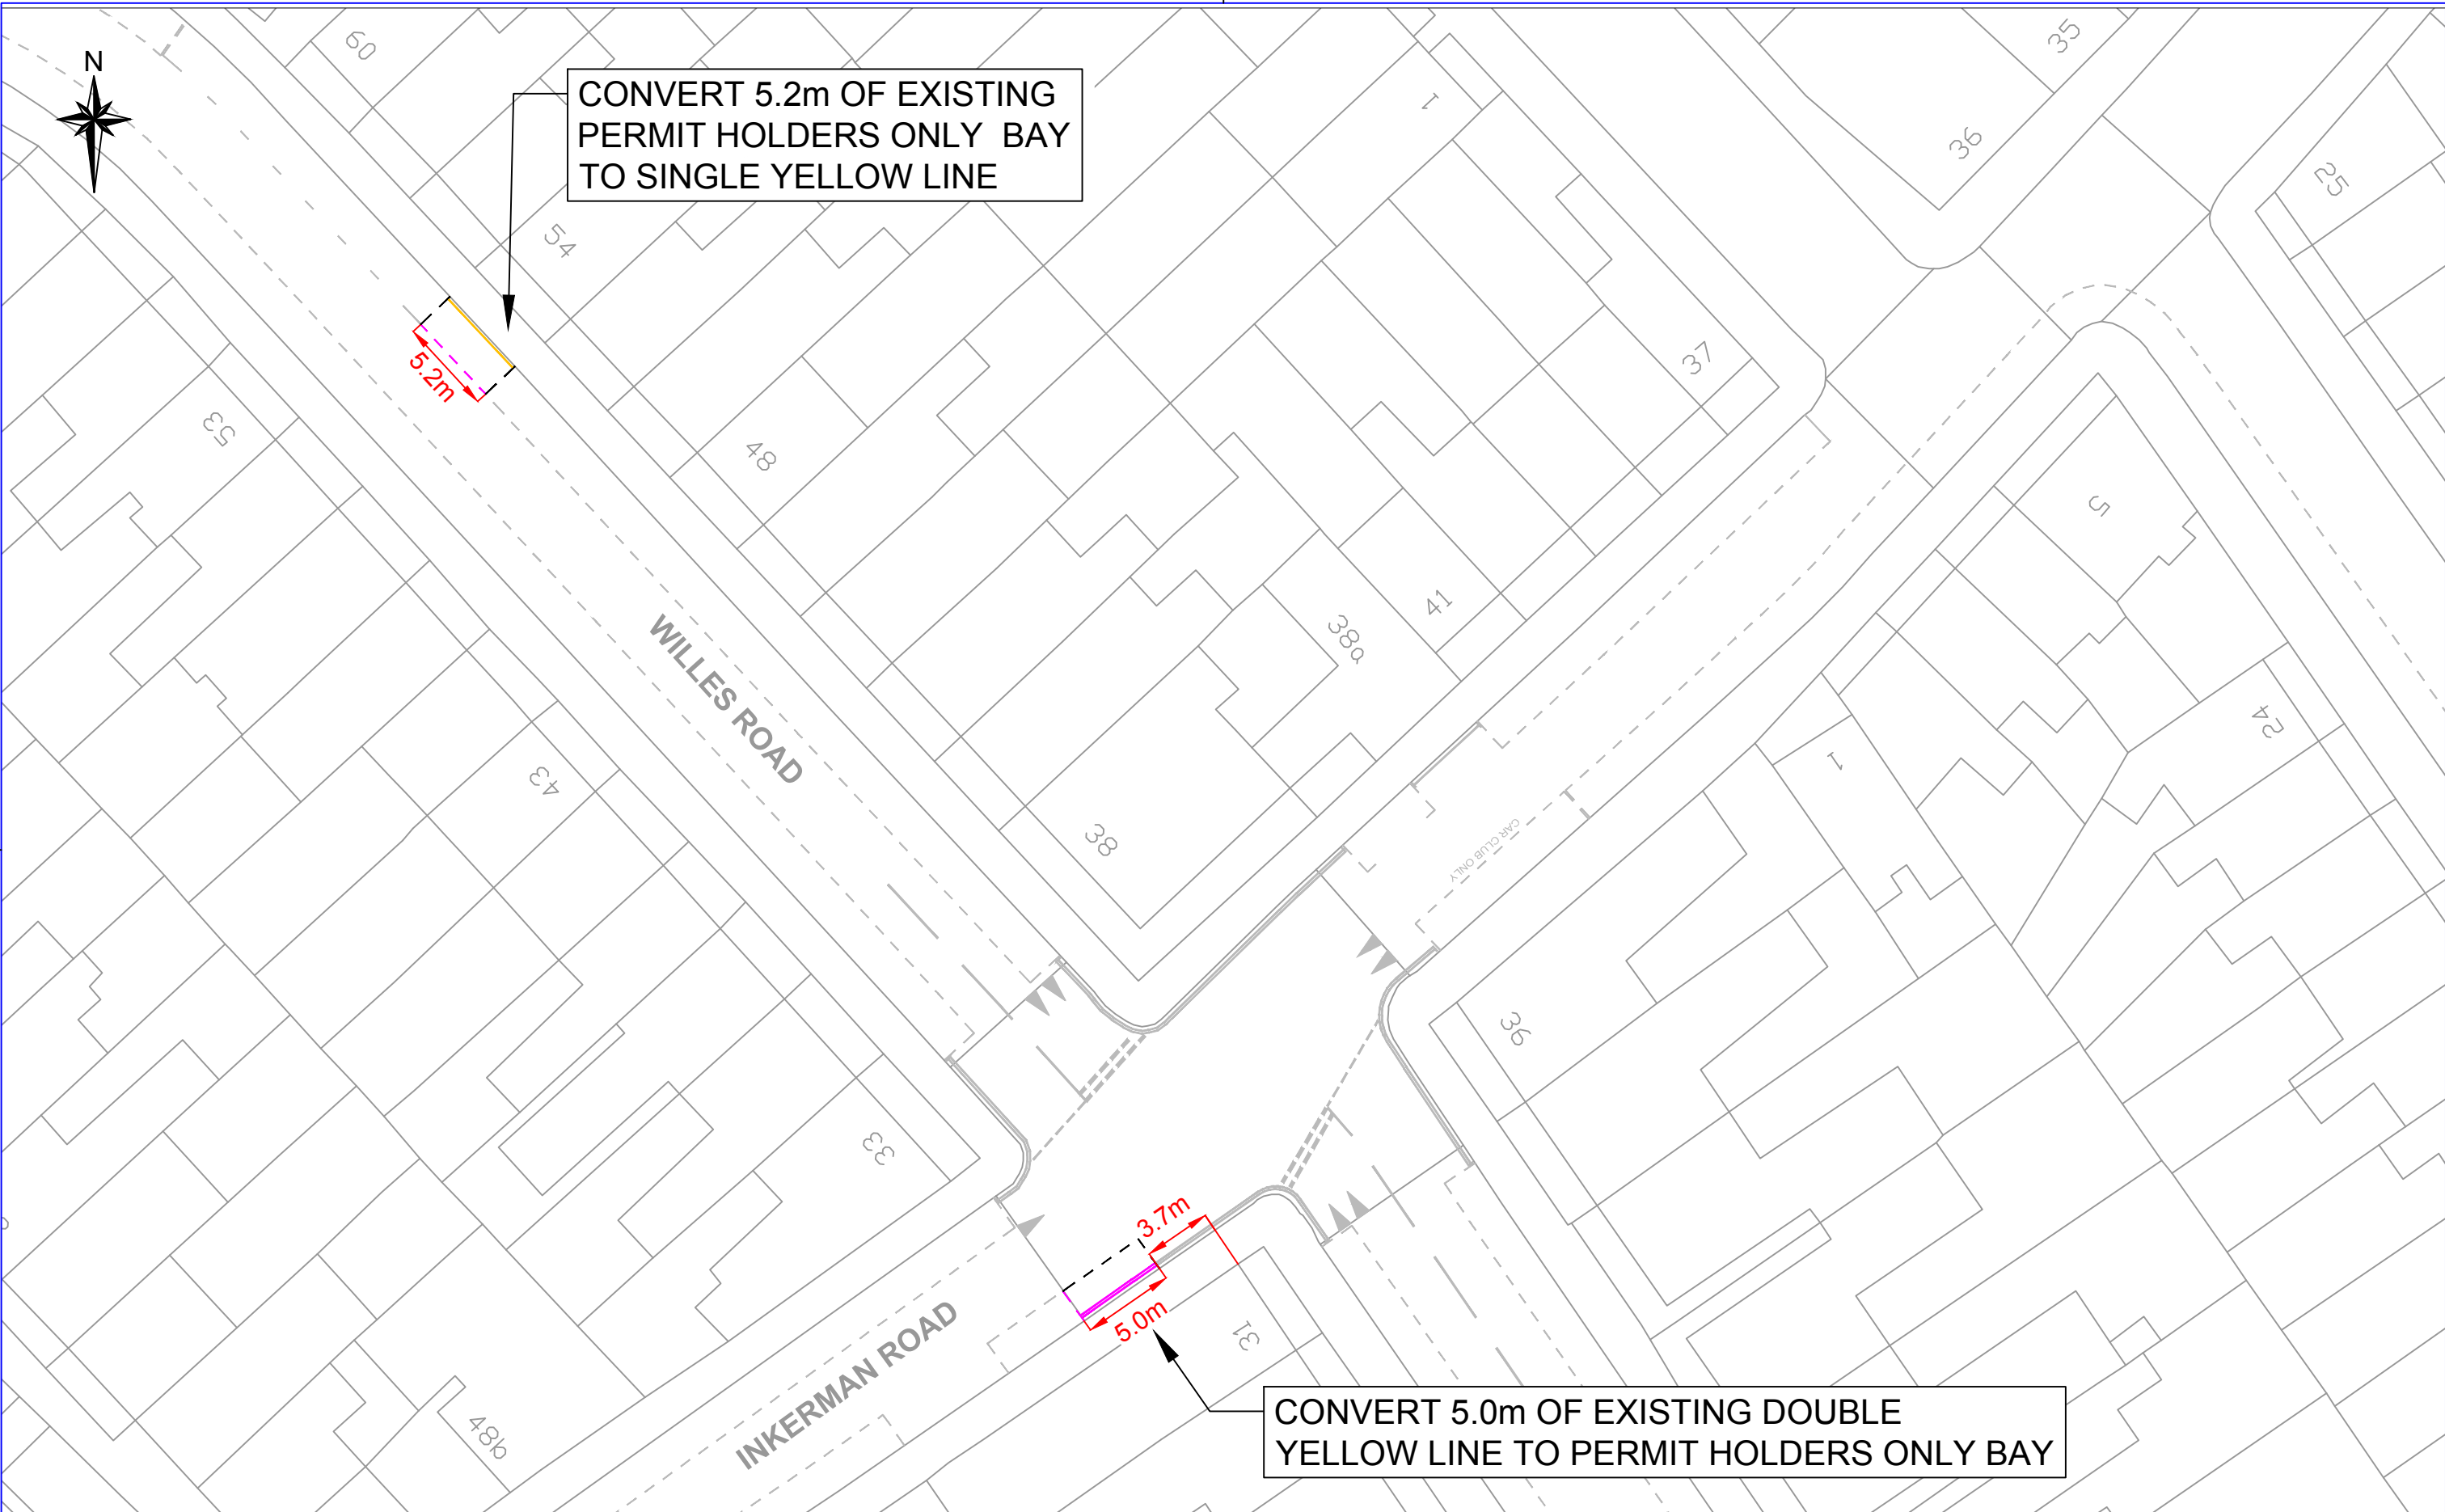 N
60
CONVERT 5.2m OF EXISTING
PERMIT HOLDERS ONLY BAY
TO SINGLE YELLOW LINE
1
35
36
25
54
5.2m
53
48
37
5
41
38a
WILLES ROAD
43
38
CAR CLUB ONLY
1
24
36
33
3.7m
5.0m
31
INKERMAN ROAD
48b
CONVERT 5.0m OF EXISTING DOUBLE
YELLOW LINE TO PERMIT HOLDERS ONLY BAY